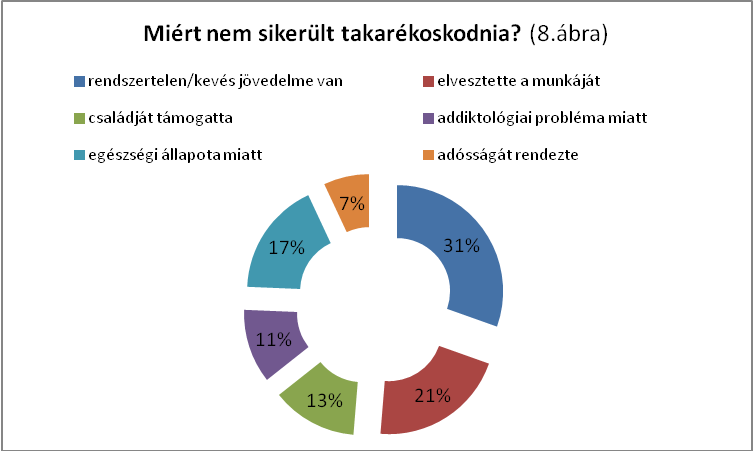 Miért nem sikerült takarékoskodnia? (8.ábra)
rendszertelen/kevés jövedelme van
elvesztette a munkáját
családját támogatta
addiktológiai probléma miatt
egészségi állapota miatt
adósságát rendezte
7%
31%
17%
11%
13%
21%